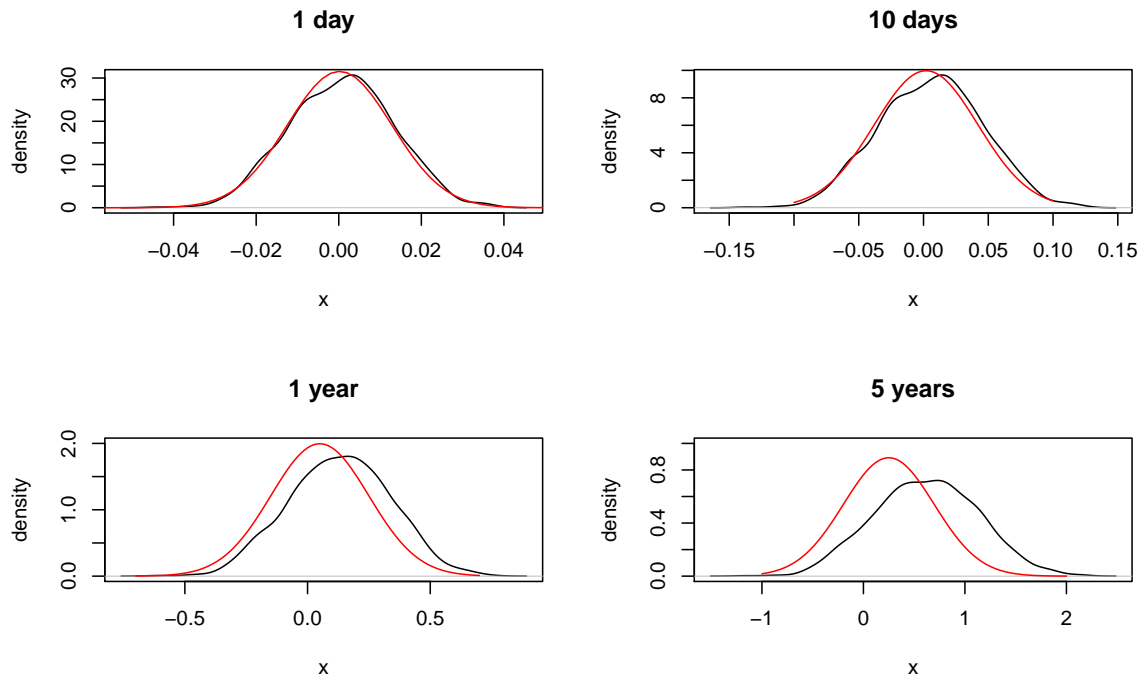 1 day
density
0 10 20 30
−0.04 −0.02 0.00 0.02 0.04
x
10 days
density
0 4 8
−0.15 −0.05 0.00 0.05 0.10 0.15
x
1 year
density
0.0 1.0 2.0
−0.5 0.0 0.5
x
5 years
density
0.0 0.4 0.8
−1 0 1 2
x